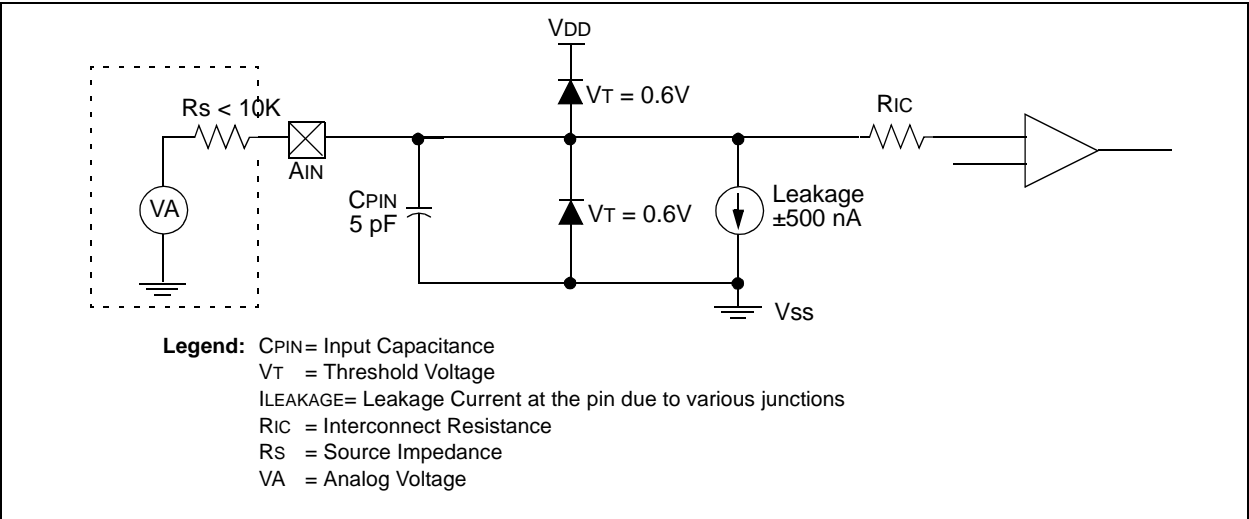 VDD
VT = 0.6V
RS < 10K
RIC
AIN
VA
CPIN
5 pF
VT = 0.6V
Leakage
±500 nA
VSS
Legend: CPIN= Input Capacitance
VT = Threshold Voltage
ILEAKAGE= Leakage Current at the pin due to various junctions
RIC = Interconnect Resistance
RS = Source Impedance
VA = Analog Voltage